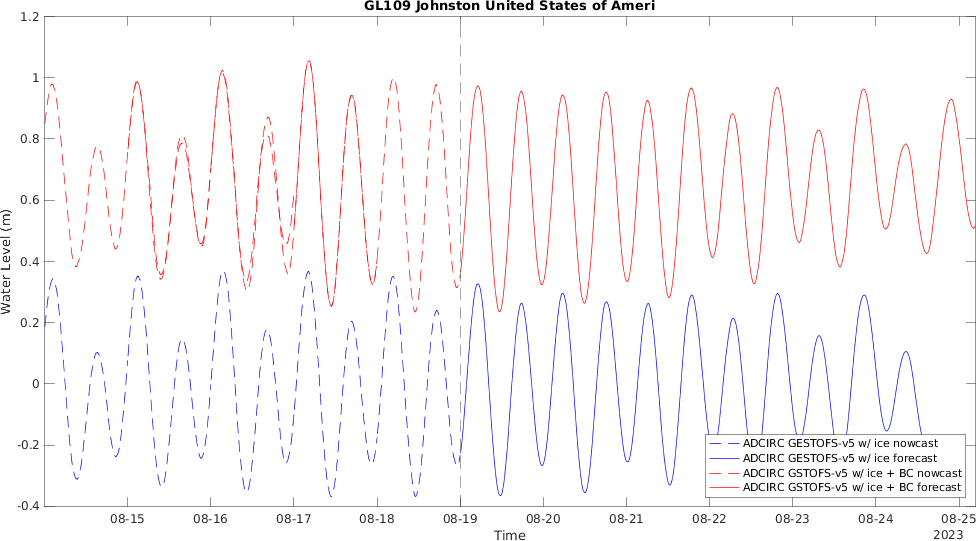 GL109 Johnston United States of Ameri
1.2
1
0.8
0.6
0.4
0.2
0
-0.2
-0.4
Water Level (m)
ADCIRC GESTOFS-v5 w/ ice nowcast
ADCIRC GESTOFS-v5 w/ ice forecast
ADCIRC GSTOFS-v5 w/ ice + BC nowcast
ADCIRC GSTOFS-v5 w/ ice + BC forecast
08-15 08-16 08-17 08-18 08-19 08-20 08-21 08-22 08-23 08-24 08-25
Time
2023